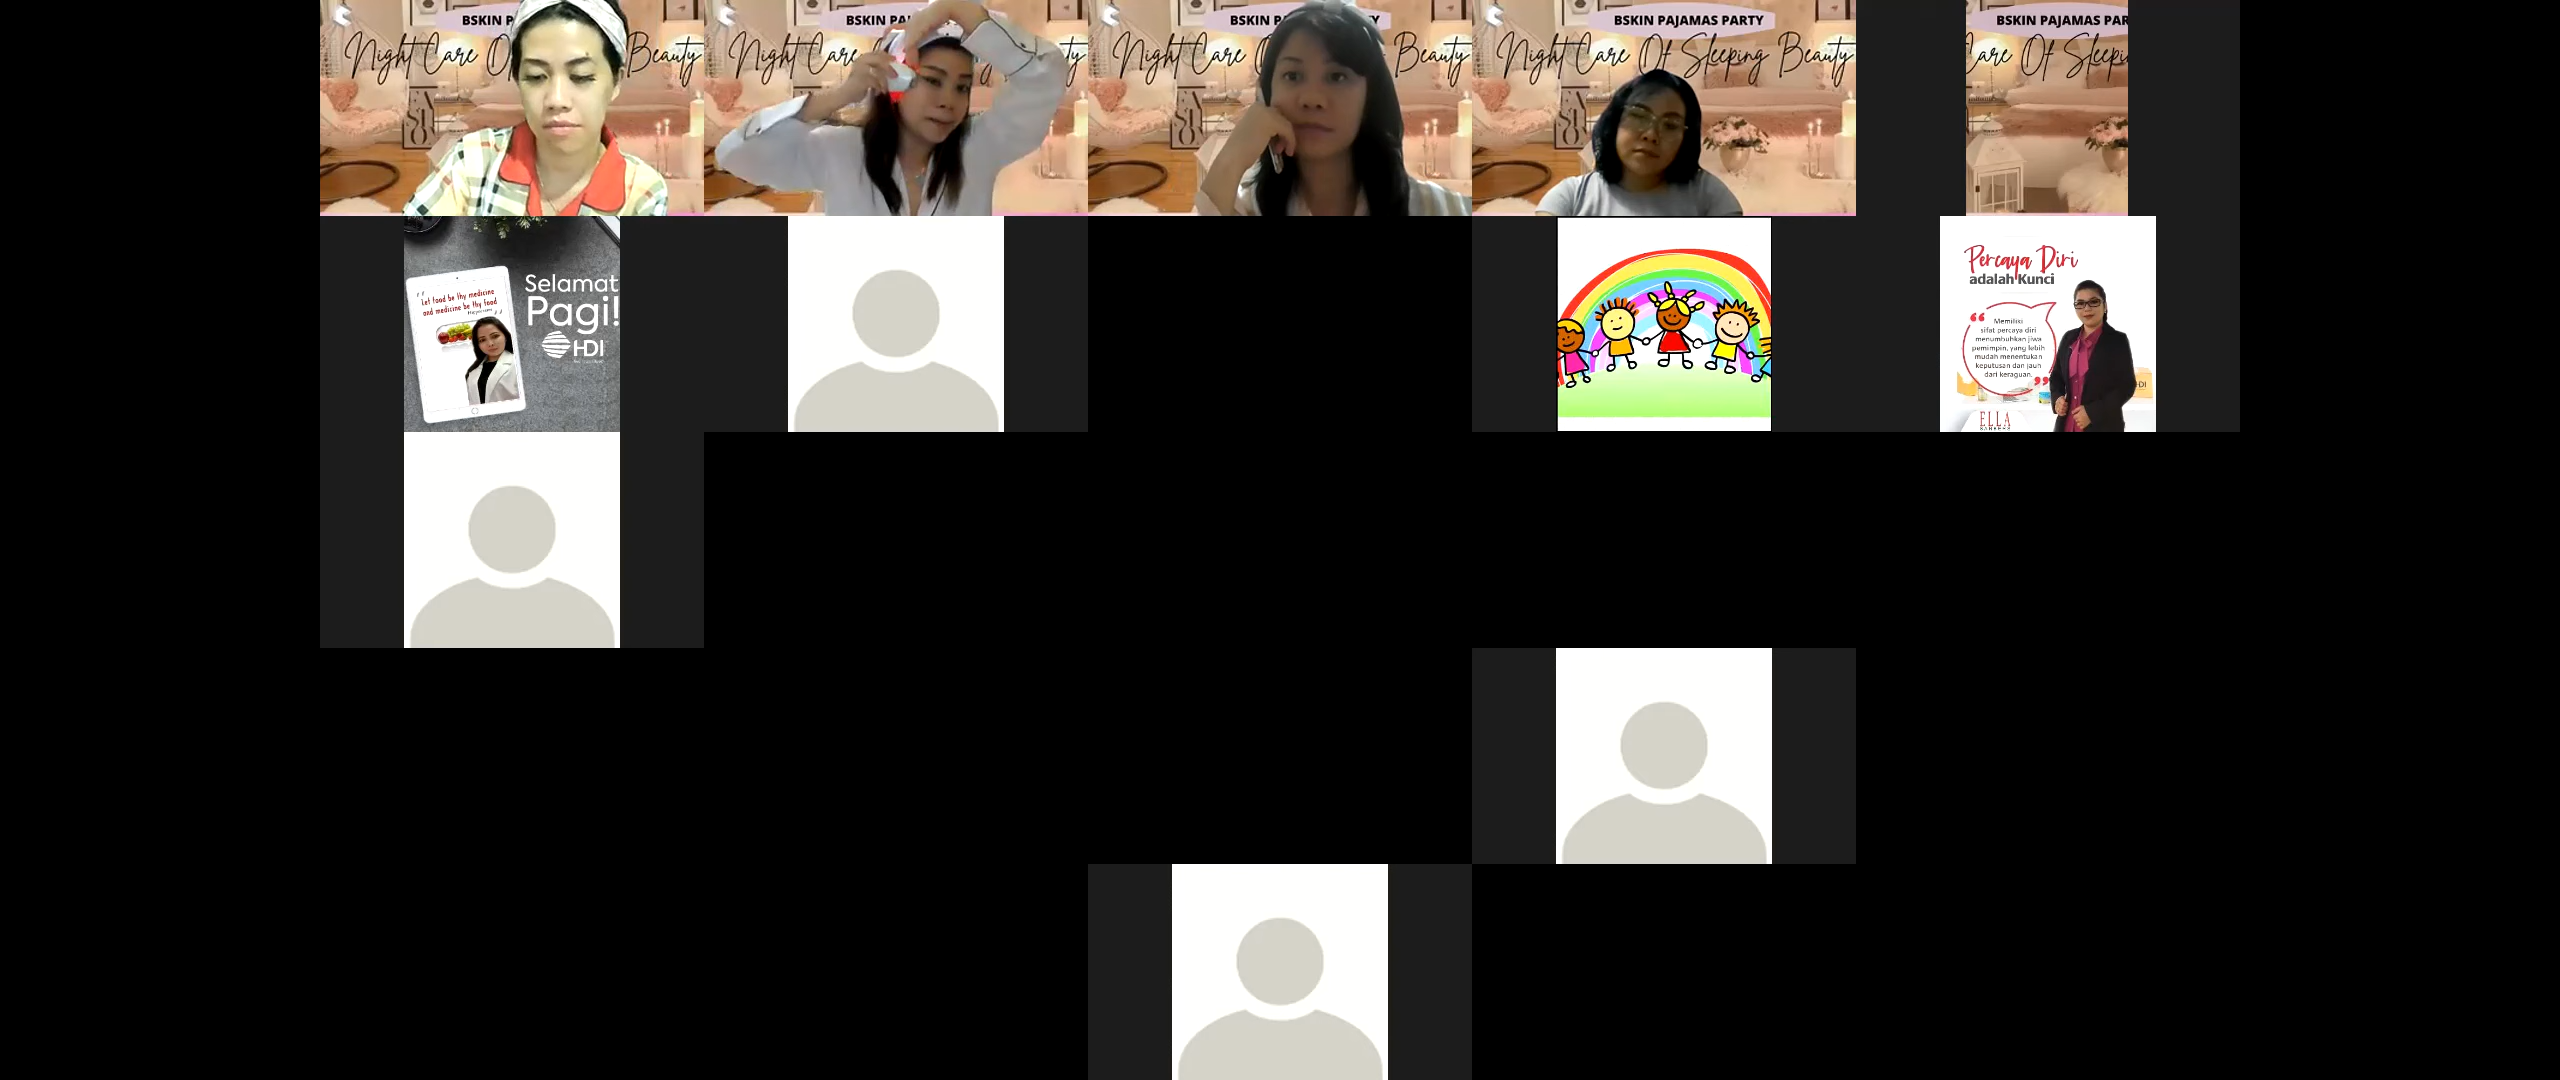 BSKIN P
Night Care O
Beauty
BSKIN PA
Night Care
ty
BSKIN P
TY
Night Care
Beauty
BSKIN PAJAMAS PARTY
Night Care Of Sleeping Beauty
BSKIN PAJAMAS PAR
Care Of Sleepi
Let food be thy medicine
and medicine be thy food
Selamat
Pagi!
HDI
Percaya Diri
adalah Kunci
Memiliki
sifat percaya diri
menumbuhkan jiwa
pemimpin, yang lebih
mudah menentukan
keputusan dan jauh
dari keraguan.
HDI
ELLA